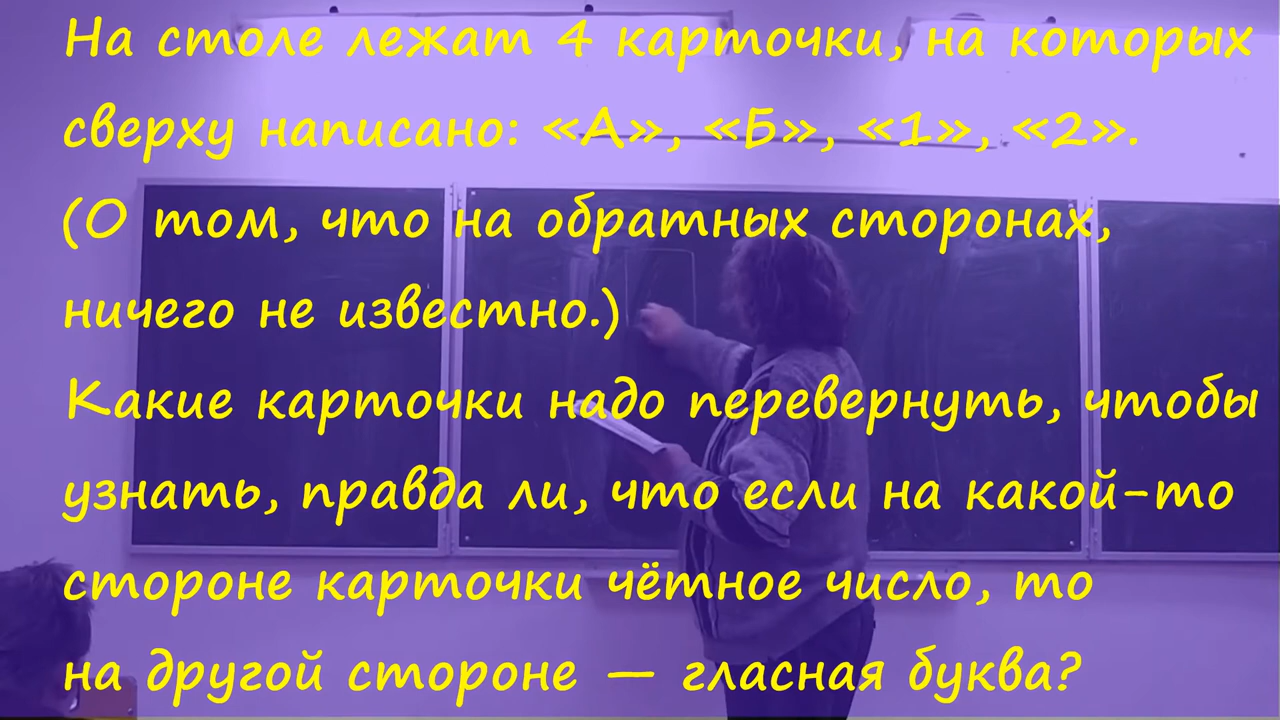 На столе лежат 4 карточки, на которых
сверху написано: «А», «Б», «1», «2».
(О том, что на обратных сторонах,
ничего не известно.)
Какие карточки надо перевернуть, чтобы
узнать, правда ли, что если на какой-то
стороне карточки чётное число, то
на другой стороне — гласная буква?